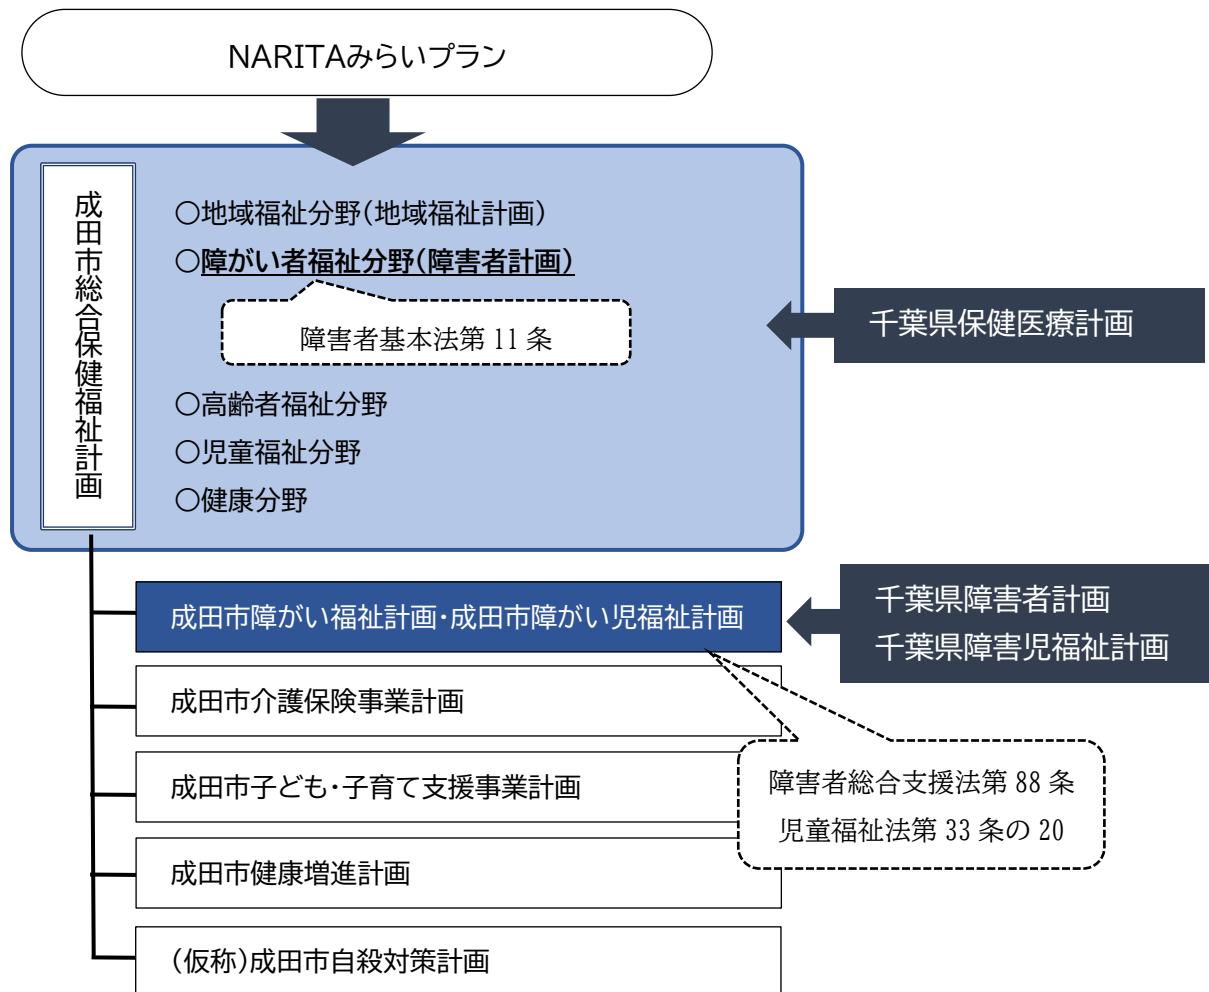 NARITAみらいプラン
成田市総合保健福祉計画
○地域福祉分野(地域福祉計画)
○障がい者福祉分野(障害者計画)
障害者基本法第 11 条
○高齢者福祉分野
○児童福祉分野
○健康分野
千葉県保健医療計画
成田市障がい福祉計画・成田市障がい児福祉計画
千葉県障害者計画
千葉県障害児福祉計画
成田市介護保険事業計画
障害者総合支援法第 88 条
児童福祉法第 33 条の 20
成田市子ども・子育て支援事業計画
成田市健康増進計画
(仮称)成田市自殺対策計画